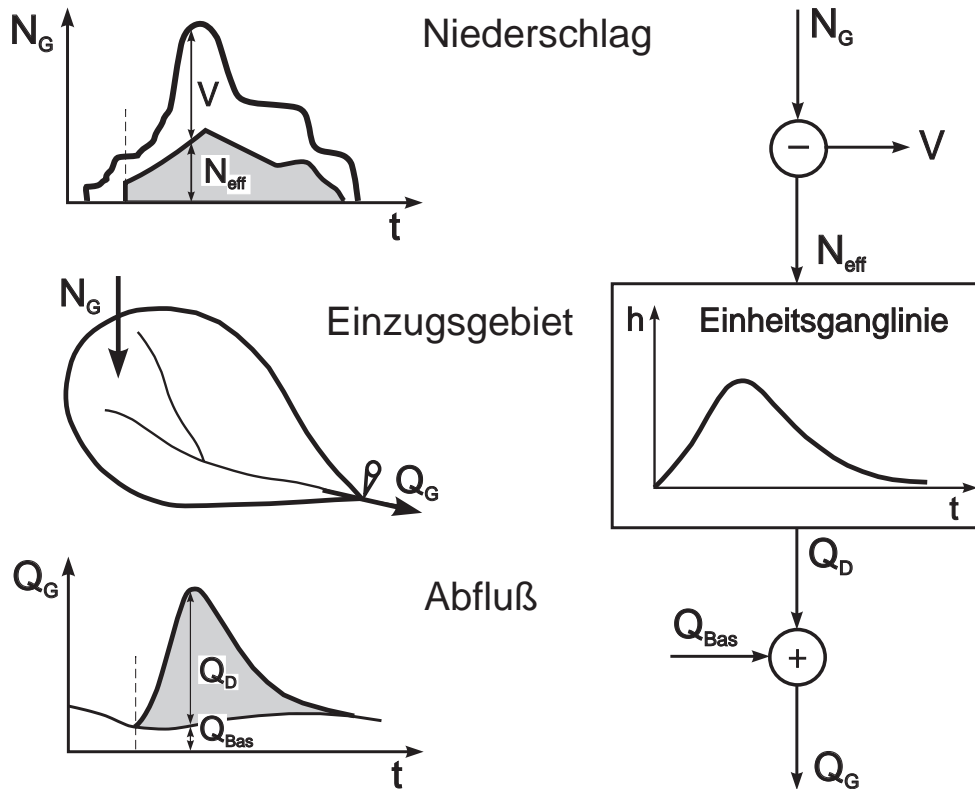 N_G
Niederschlag
V
N_eff
t
N_G
V
N_eff
N_G
Einzugsgebiet
Q_G
h
Einheitsganglinie
t
Q_G
Abfluß
Q_D
Q_Bas
t
Q_D
Q_Bas
+
Q_G